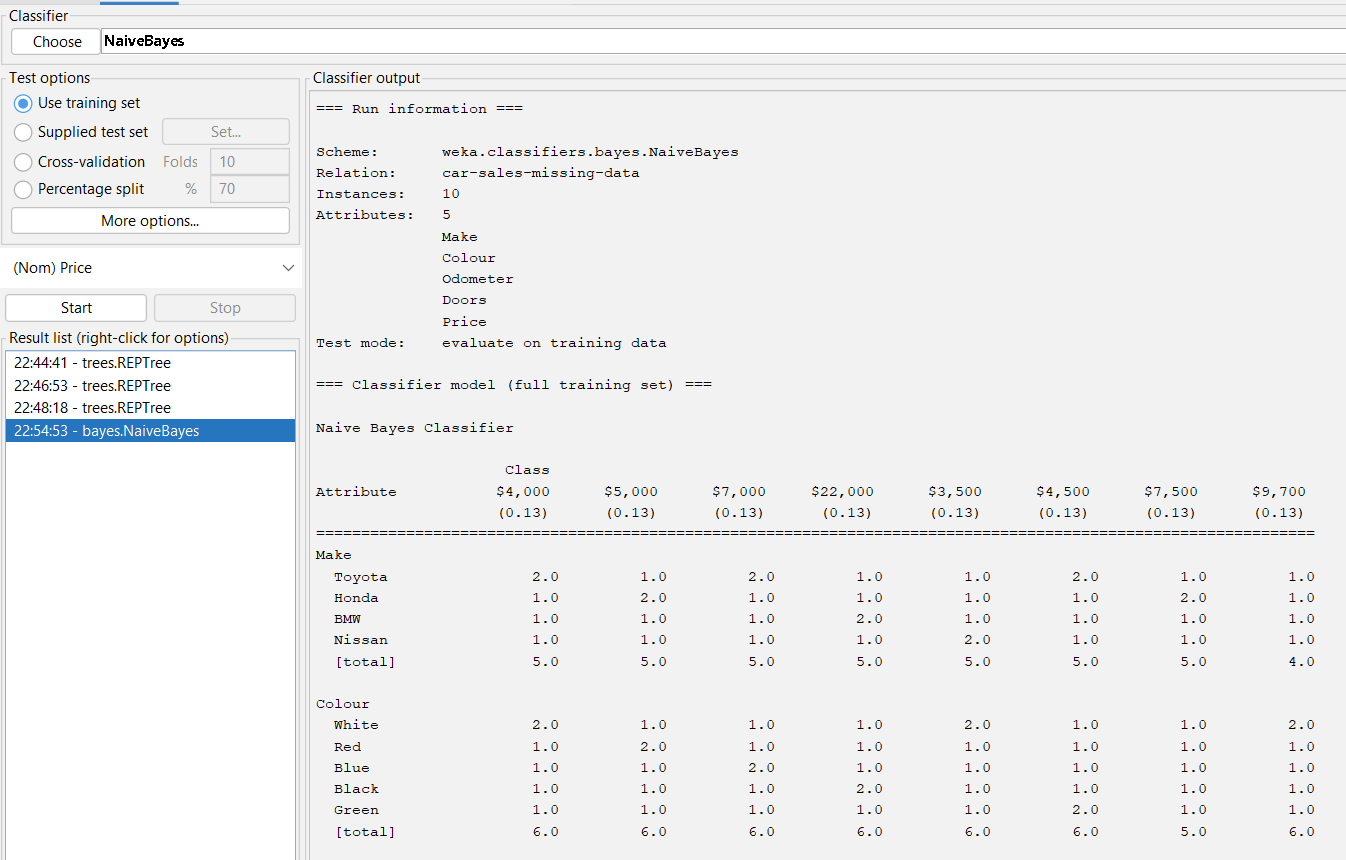 Classifier
Choose NaiveBayes
Test options
Use training set
Supplied test set Set...
Cross-validation Folds 10
Percentage split % 70
More options...
(Nom) Price
Start Stop
Result list (right-click for options)
22:44:41 - trees.REPTree
22:46:53 - trees.REPTree
22:48:18 - trees.REPTree
22:54:53 - bayes.NaiveBayes
Classifier output
=== Run information ===
Scheme: weka.classifiers.bayes.NaiveBayes
Relation: car-sales-missing-data
Instances: 10
Attributes: 5
Make
Colour
Odometer
Doors
Price
Test mode: evaluate on training data
=== Classifier model (full training set) ===
Naive Bayes Classifier
Class
Attribute $4,000 $5,000 $7,000 $22,000 $3,500 $4,500 $7,500 $9,700
(0.13) (0.13) (0.13) (0.13) (0.13) (0.13) (0.13) (0.13)
===============================================================================================================
Make
Toyota 2.0 1.0 2.0 1.0 1.0 2.0 1.0 1.0
Honda 1.0 2.0 1.0 1.0 1.0 1.0 2.0 1.0
BMW 1.0 1.0 1.0 2.0 1.0 1.0 1.0 1.0
Nissan 1.0 1.0 1.0 1.0 2.0 1.0 1.0 1.0
[total] 5.0 5.0 5.0 5.0 5.0 5.0 5.0 4.0
Colour
White 2.0 1.0 1.0 1.0 2.0 1.0 1.0 2.0
Red 1.0 2.0 1.0 1.0 1.0 1.0 1.0 1.0
Blue 1.0 1.0 2.0 1.0 1.0 1.0 1.0 1.0
Black 1.0 1.0 1.0 2.0 1.0 1.0 1.0 1.0
Green 1.0 1.0 1.0 1.0 1.0 2.0 1.0 1.0
[total] 6.0 6.0 6.0 6.0 6.0 6.0 5.0 6.0